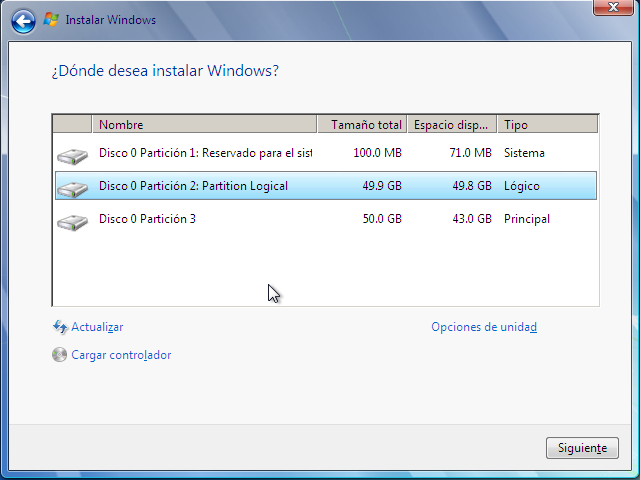 Instalar Windows
¿Dónde desea instalar Windows?
Nombre Tamaño total Espacio disp... Tipo
Disco 0 Partición 1: Reservado para el sist 100.0 MB 71.0 MB Sistema
Disco 0 Partición 2: Partition Logical 49.9 GB 49.8 GB Lógico
Disco 0 Partición 3 50.0 GB 43.0 GB Principal
Actualizar Opciones de unidad
Cargar controlador
Siguiente